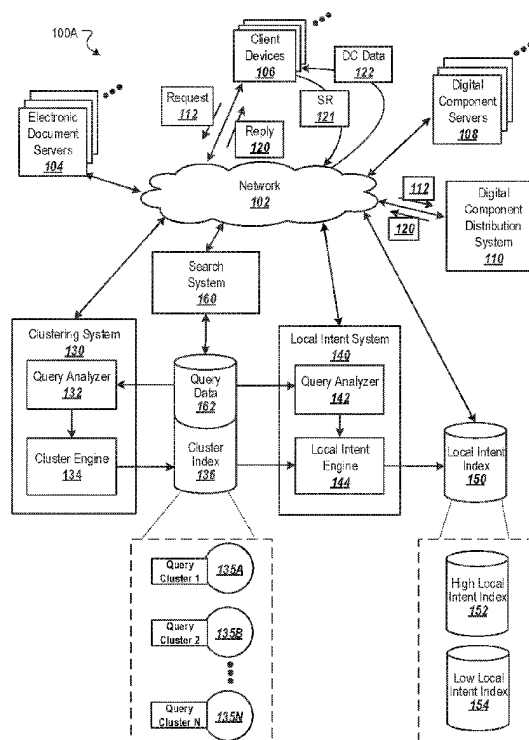 100A
Client
Devices
106
DC Data
122
Request
112
SR
121
Reply
120
Electronic
Document
Servers
104
Digital
Component
Servers
108
Network
102
112
120
Digital
Component
Distribution
System
110
Search
System
160
Clustering System
130
Query Analyzer
132
Cluster Engine
134
Query
Data
162
Cluster
Index
136
Local Intent System
140
Query Analyzer
142
Local Intent
Engine
144
Local Intent
Index
150
Query
Cluster 1
135A
Query
Cluster 2
135B
Query
Cluster N
135N
High Local
Intent Index
152
Low Local
Intent Index
154